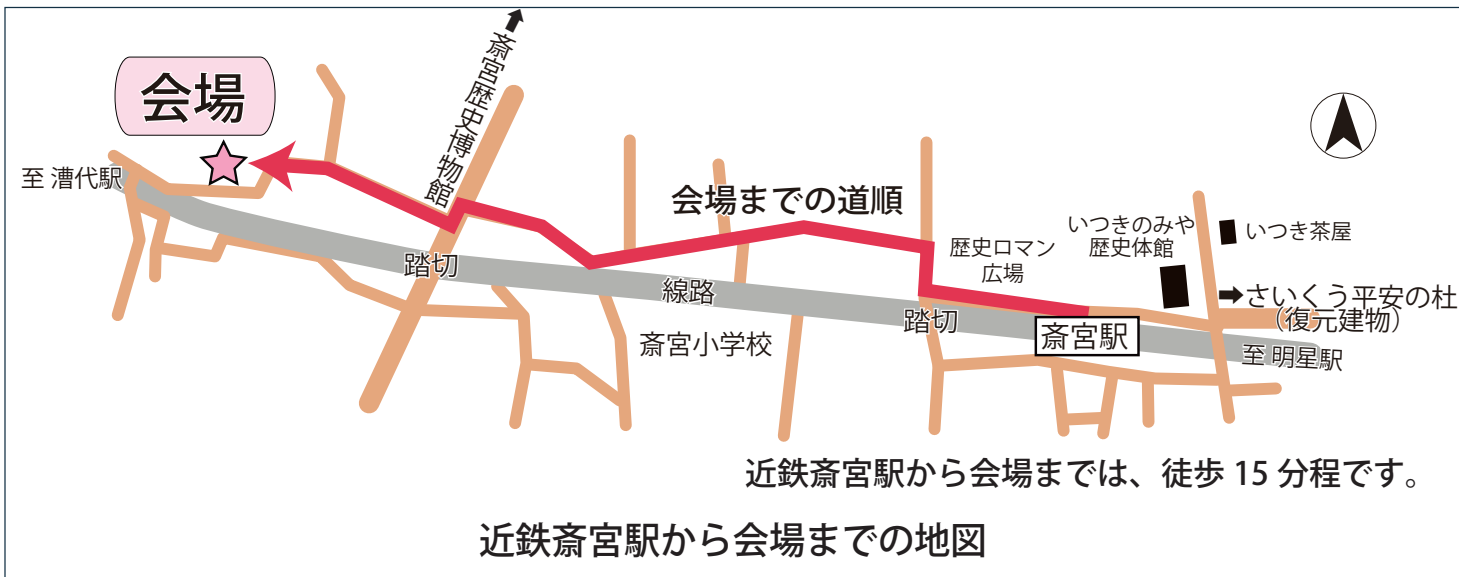 会場
至 漕代駅
斎宮歴史博物館
会場までの道順
踏切
線路
斎宮小学校
踏切
歴史ロマン
広場
斎宮駅
いつきのみや
歴史体館
いつき茶屋
さいくう平安の杜
（復元建物）
至 明星駅
近鉄斎宮駅から会場までは、徒歩 15 分程です。
近鉄斎宮駅から会場までの地図